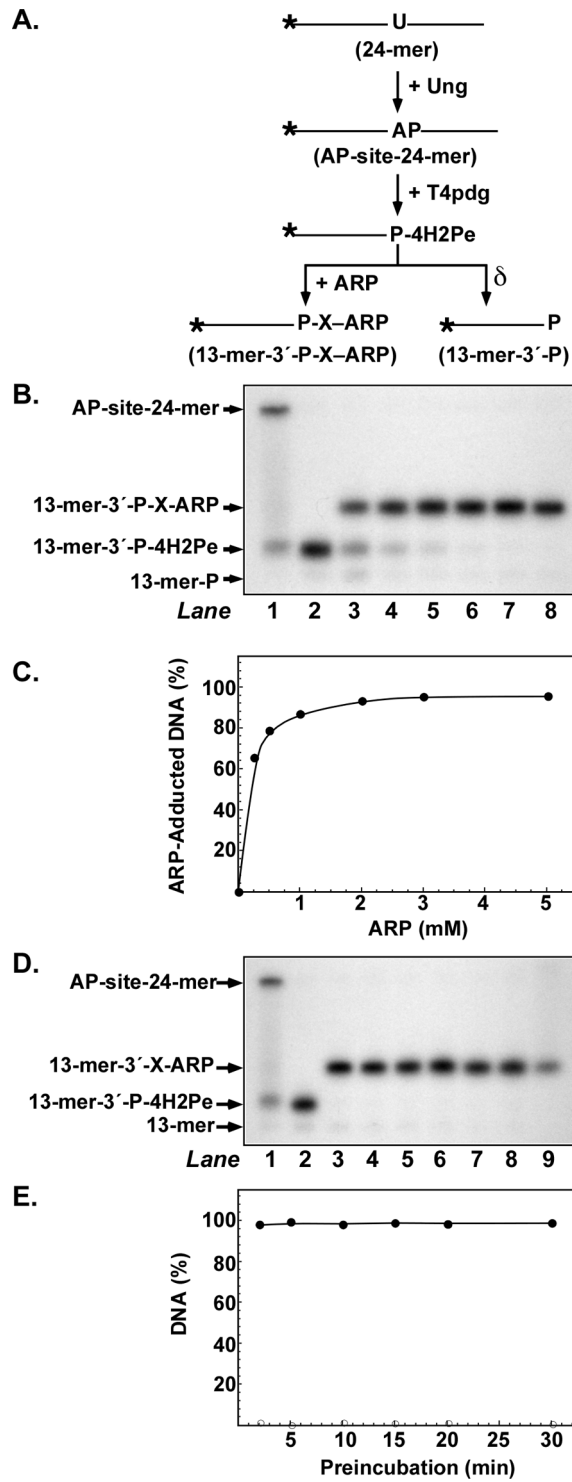 A.
* U
(24-mer)
+ Ung
* AP
(AP-site-24-mer)
+ T4pdg
* P-4H2Pe
+ ARP δ
* P-X–ARP * P
(13-mer-3´-P-X–ARP) (13-mer-3´-P)
B.
AP-site-24-mer
13-mer-3´-P-X-ARP
13-mer-3´-P-4H2Pe
13-mer-P
Lane 1 2 3 4 5 6 7 8
C.
ARP-Adducted DNA (%)
100
80
60
40
20
1 2 3 4 5
ARP (mM)
D.
AP-site-24-mer
13-mer-3´-X-ARP
13-mer-3´-P-4H2Pe
13-mer
Lane 1 2 3 4 5 6 7 8 9
E.
DNA (%)
100
80
60
40
20
5 10 15 20 25 30
Preincubation (min)